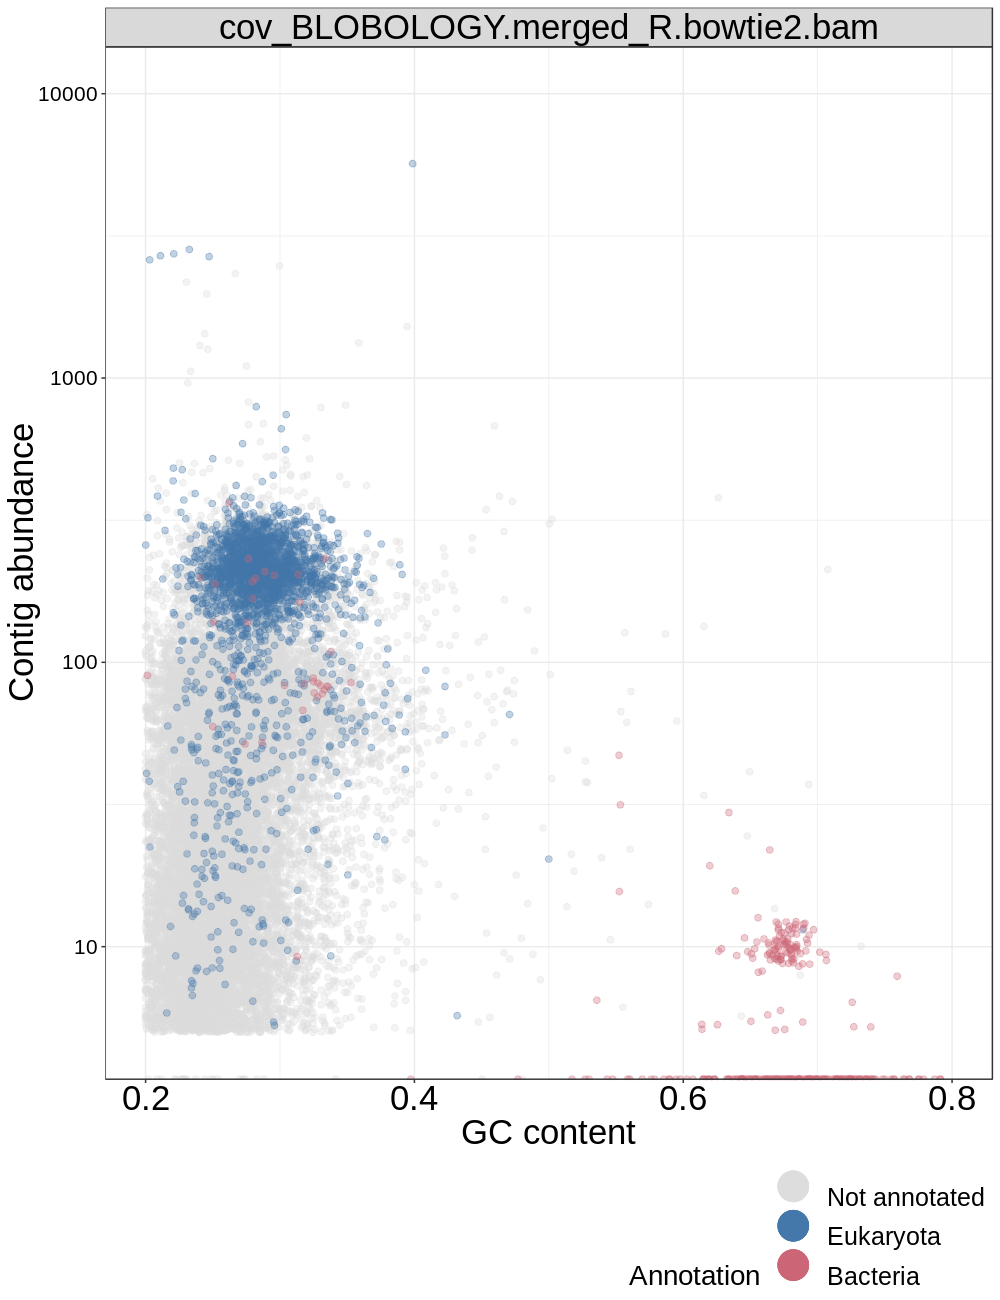 cov_BLOBOLOGY.merged_R.bowtie2.bam
10000
1000
100
10
Contig abundance
0.2 0.4 0.6 0.8
GC content
Annotation
Not annotated
Eukaryota
Bacteria